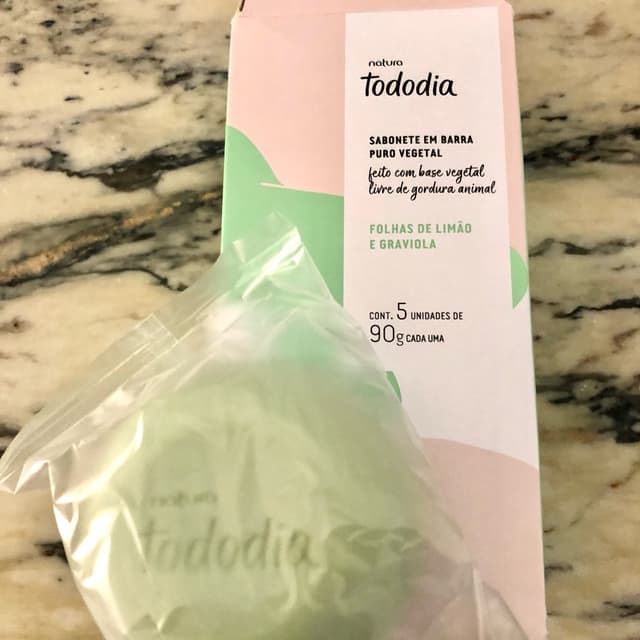 natura
Tododia
SABONETE EM BARRA
PURO VEGETAL
feito com base vegetal
livre de gordura animal
FOLHAS DE LIMÃO
E GRAVIOLA
CONT. 5 UNIDADES DE
90g CADA UMA
natura
tododia